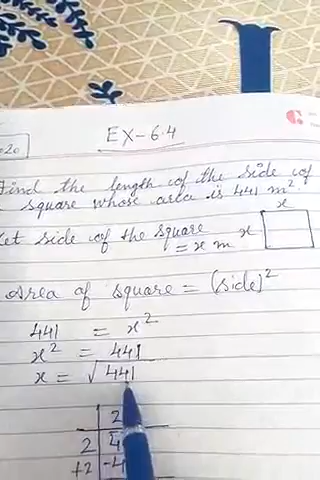 EX-6.4
Find the length of the side of
square whose area is 441 m².
Let side of the square x x
= x m
Area of square = (side)²
441 = x²
x² = 441
x = √441
2
2 4
+2 -4